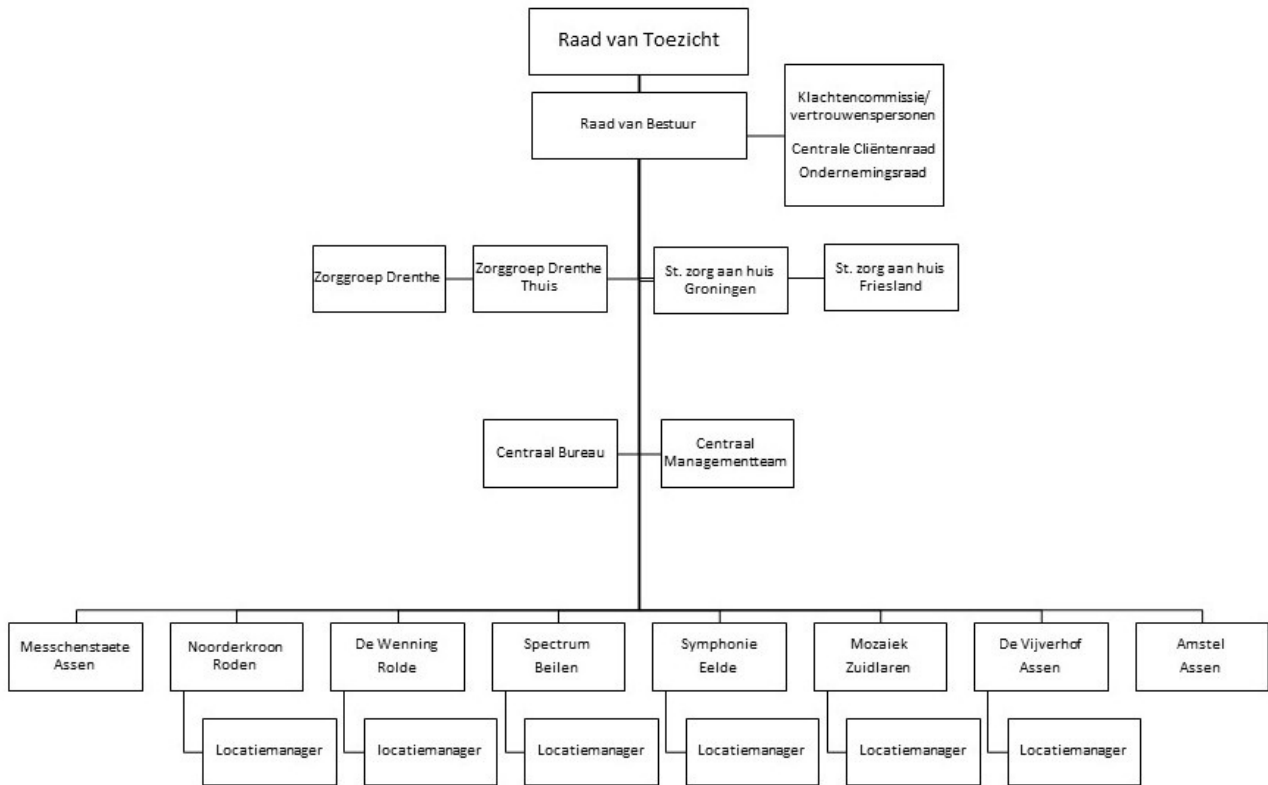 Raad van Toezicht
Raad van Bestuur
Klachtencommissie/
vertrouwenspersonen
Centrale Cliëntenraad
Ondernemingsraad
Zorggroep Drenthe
Zorggroep Drenthe
Thuis
St. zorg aan huis
Groningen
St. zorg aan huis
Friesland
Centraal Bureau
Centraal
Managementteam
Messchenstaete
Assen
Noorderkroon
Roden
De Wenning
Rolde
Spectrum
Beilen
Symphonie
Eelde
Mozaiek
Zuidlaren
De Vijverhof
Assen
Amstel
Assen
Locatiemanager
locatiemanager
Locatiemanager
Locatiemanager
Locatiemanager
Locatiemanager